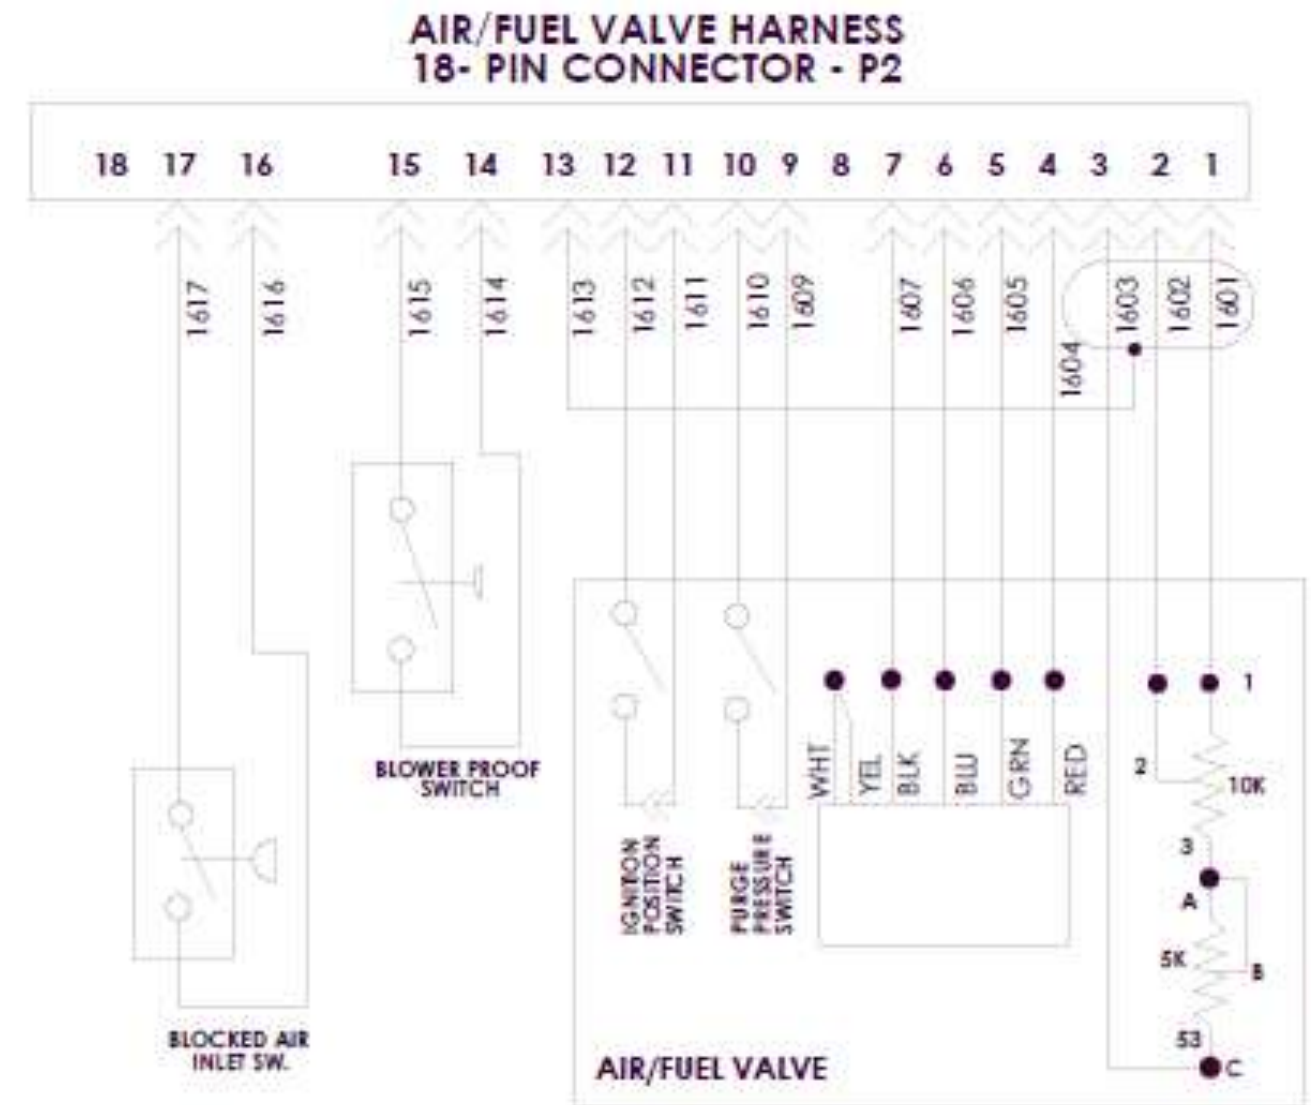 AIR/FUEL VALVE HARNESS
18- PIN CONNECTOR - P2
18 17 16 15 14 13 12 11 10 9 8 7 6 5 4 3 2 1
1617
1616
1615
1614
1613
1612
1611
1610
1609
1607
1606
1605
1604
1603
1602
1601
BLOWER PROOF
SWITCH
BLOCKED AIR
INLET SW.
IGNITION
POSITION
SWITCH
PURGE
PRESSURE
SWITCH
WHT
YEL
BLK
BLU
GRN
RED
1
2
10K
3
A
5K
B
53
C
AIR/FUEL VALVE